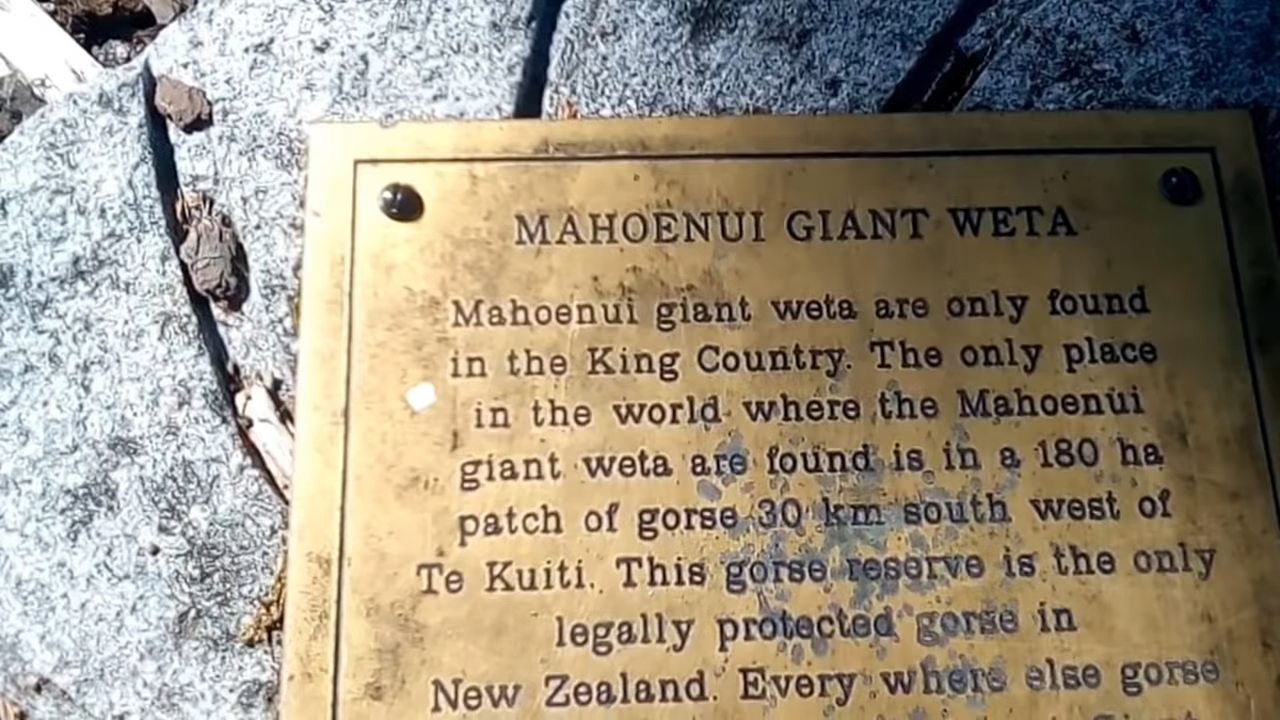 MAHOENUI GIANT WETA
Mahoenui giant weta are only found
in the King Country. The only place
in the world where the Mahoenui
giant weta are found is in a 180 ha
patch of gorse 30 km south west of
Te Kuiti. This gorse reserve is the only
legally protected gorse in
New Zealand. Every where else gorse